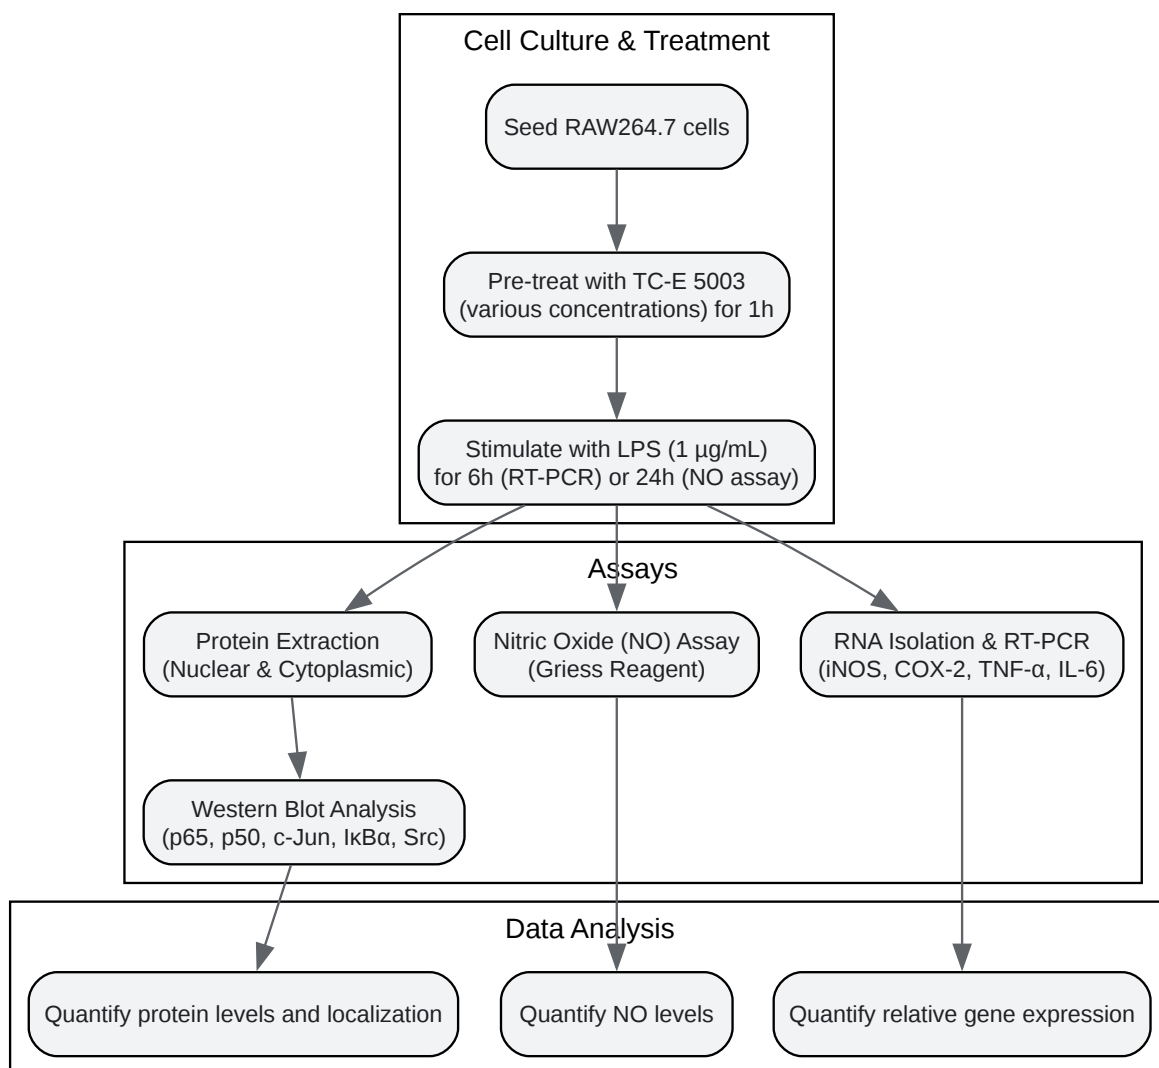 Cell Culture & Treatment
Seed RAW264.7 cells
Pre-treat with TC-E 5003
(various concentrations) for 1h
Stimulate with LPS (1 µg/mL)
for 6h (RT-PCR) or 24h (NO assay)
Assays
Protein Extraction
(Nuclear & Cytoplasmic)
Nitric Oxide (NO) Assay
(Griess Reagent)
RNA Isolation & RT-PCR
(iNOS, COX-2, TNF-α, IL-6)
Western Blot Analysis
(p65, p50, c-Jun, IκBα, Src)
Data Analysis
Quantify protein levels and localization
Quantify NO levels
Quantify relative gene expression